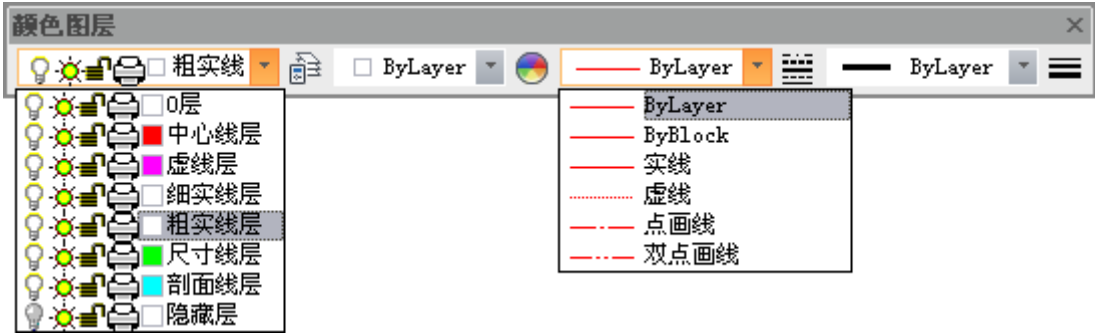 颜色图层
粗实线 ByLayer ByLayer ByLayer
0层
中心线层
虚线层
细实线层
粗实线层
尺寸线层
剖面线层
隐藏层
ByLayer
ByBlock
实线
虚线
点画线
双点画线